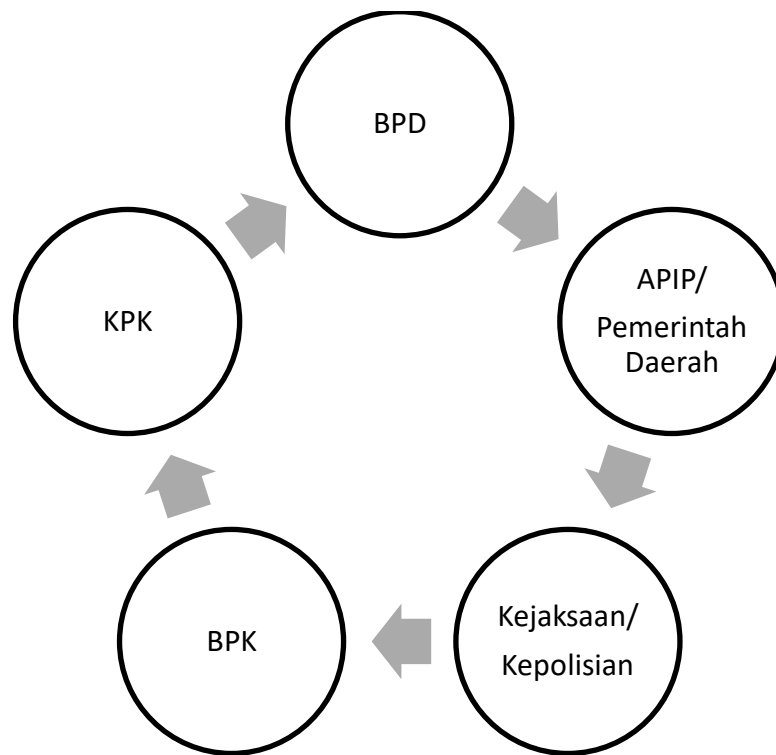 BPD
APIP/
Pemerintah
Daerah
Kejaksaan/
Kepolisian
BPK
KPK